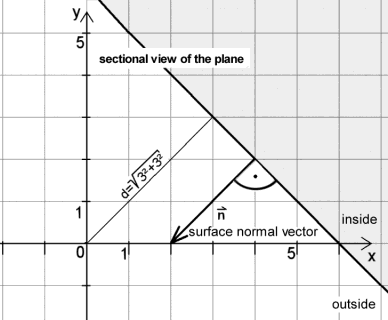 y
5
sectional view of the plane
d=√3²+3²
1
n⃗
inside
surface normal vector
0
1
5
x
outside